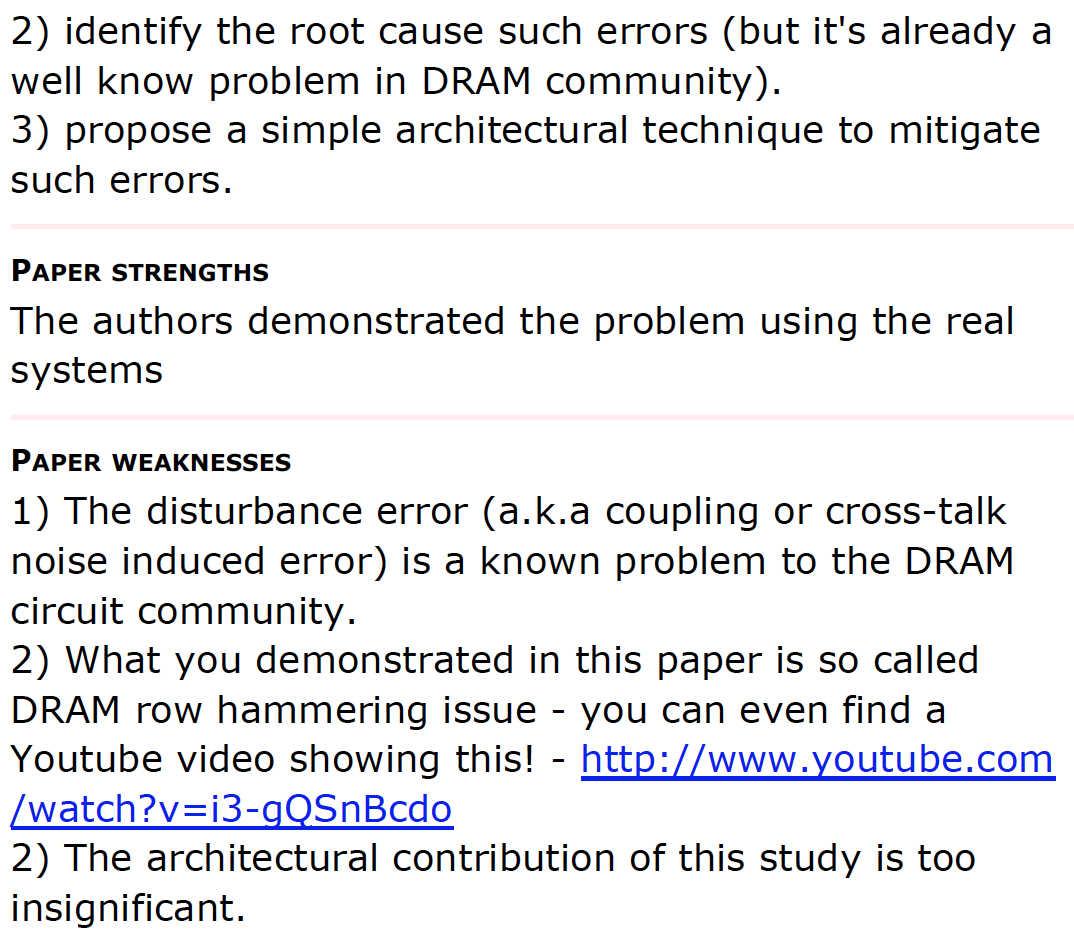 2) identify the root cause such errors (but it's already a
well know problem in DRAM community).
3) propose a simple architectural technique to mitigate
such errors.
PAPER STRENGTHS
The authors demonstrated the problem using the real
systems
PAPER WEAKNESSES
1) The disturbance error (a.k.a coupling or cross-talk
noise induced error) is a known problem to the DRAM
circuit community.
2) What you demonstrated in this paper is so called
DRAM row hammering issue - you can even find a
Youtube video showing this! - http://www.youtube.com
/watch?v=i3-gQSnBcdo
2) The architectural contribution of this study is too
insignificant.